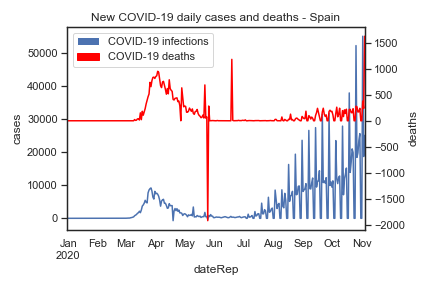 New COVID-19 daily cases and deaths - Spain
COVID-19 infections
COVID-19 deaths
50000
40000
30000
20000
10000
0
cases
1500
1000
500
0
−500
−1000
−1500
−2000
deaths
Jan Feb Mar Apr May Jun Jul Aug Sep Oct Nov
2020
dateRep